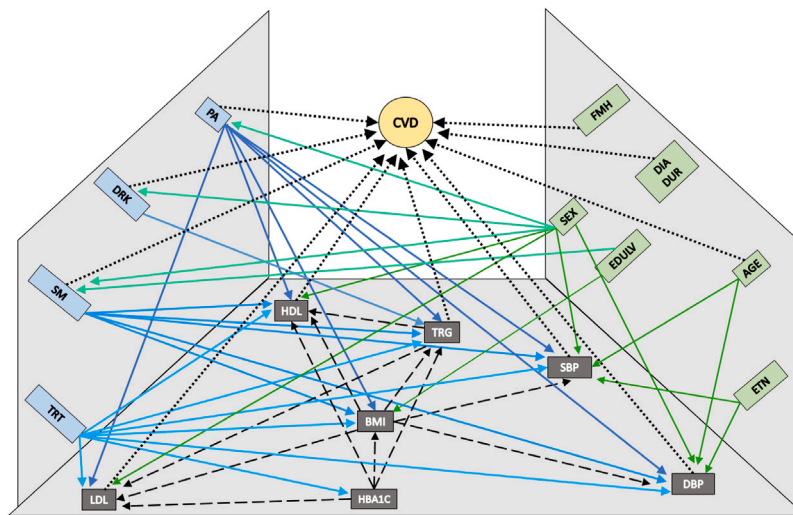 PA
CVD
FMH
DRK
DIA
DUR
SEX
EDULV
AGE
SM
HDL
TRG
SBP
ETN
TRT
BMI
LDL
HBA1C
DBP